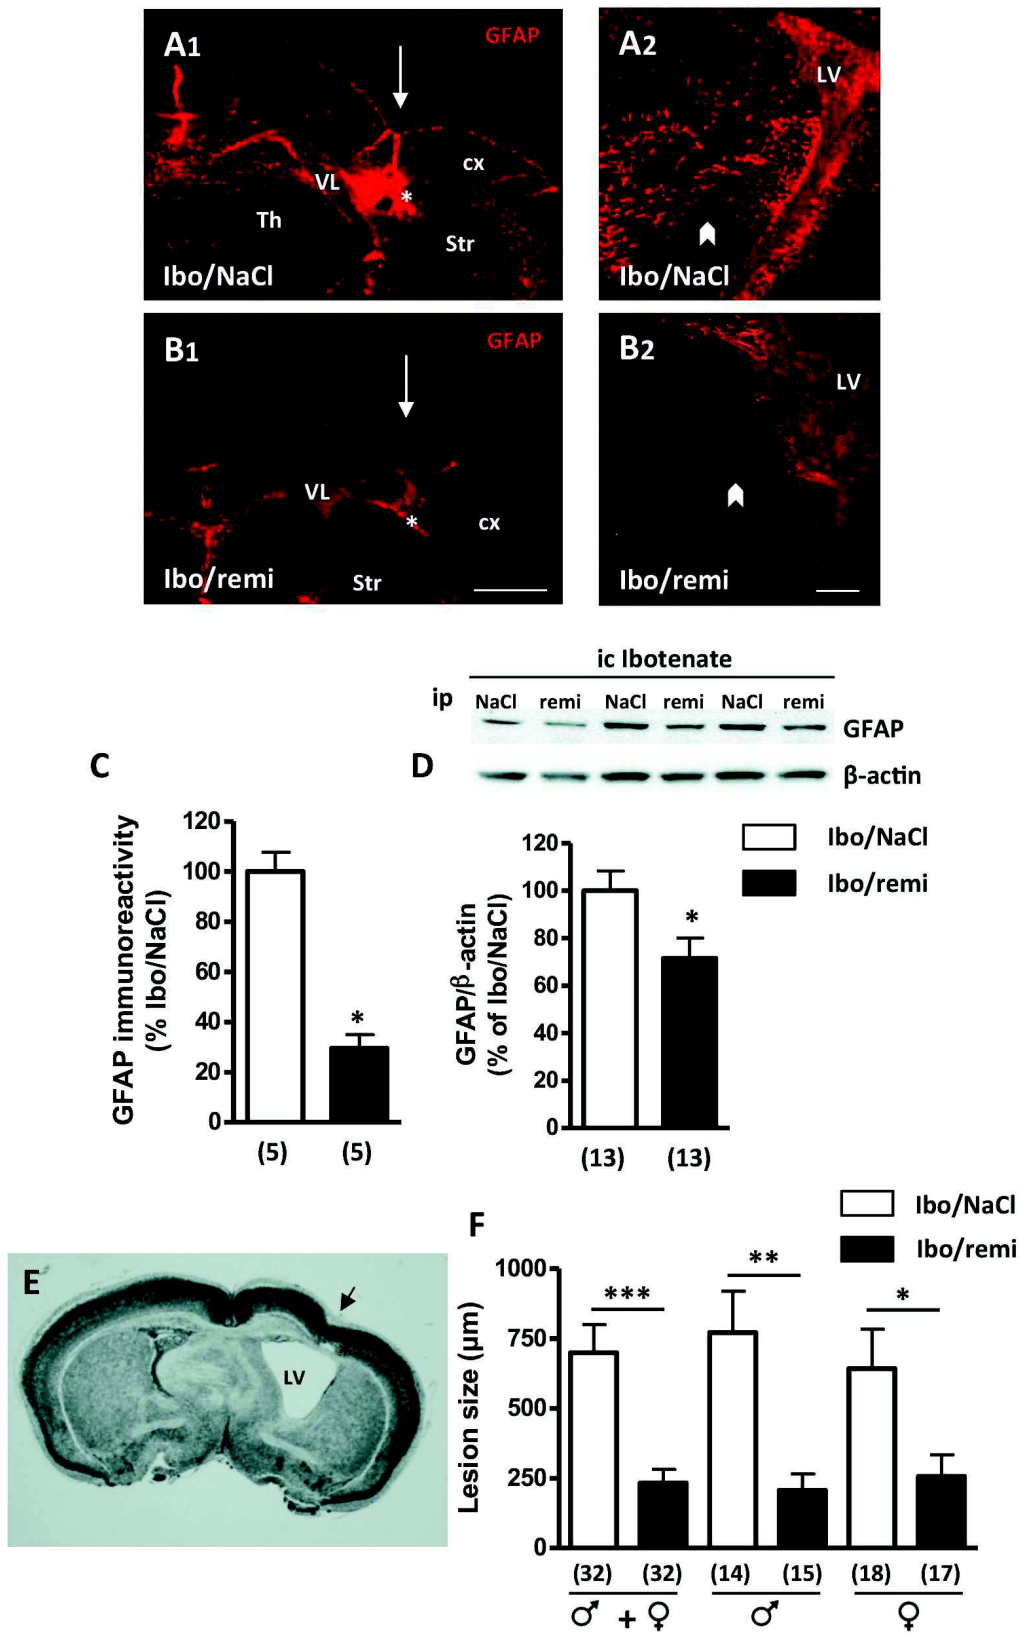 A1
GFAP
cx
VL
*
Th
Str
Ibo/NaCl
A2
LV
Ibo/NaCl
B1
GFAP
VL
*
cx
Ibo/remi
Str
B2
LV
Ibo/remi
ic Ibotenate
ip NaCl remi NaCl remi NaCl remi
GFAP
β-actin
C
GFAP immunoreactivity
(% Ibo/NaCl)
120
100
80
60
40
20
0
*
(5) (5)
D
Ibo/NaCl
Ibo/remi
GFAP/β-actin
(% of Ibo/NaCl)
120
100
80
60
40
20
0
*
(13) (13)
E
LV
F
Ibo/NaCl
Ibo/remi
Lesion size (µm)
1000
750
500
250
0
*** ** *
(32) (32) (14) (15) (18) (17)
♂ + ♀ ♂ ♀